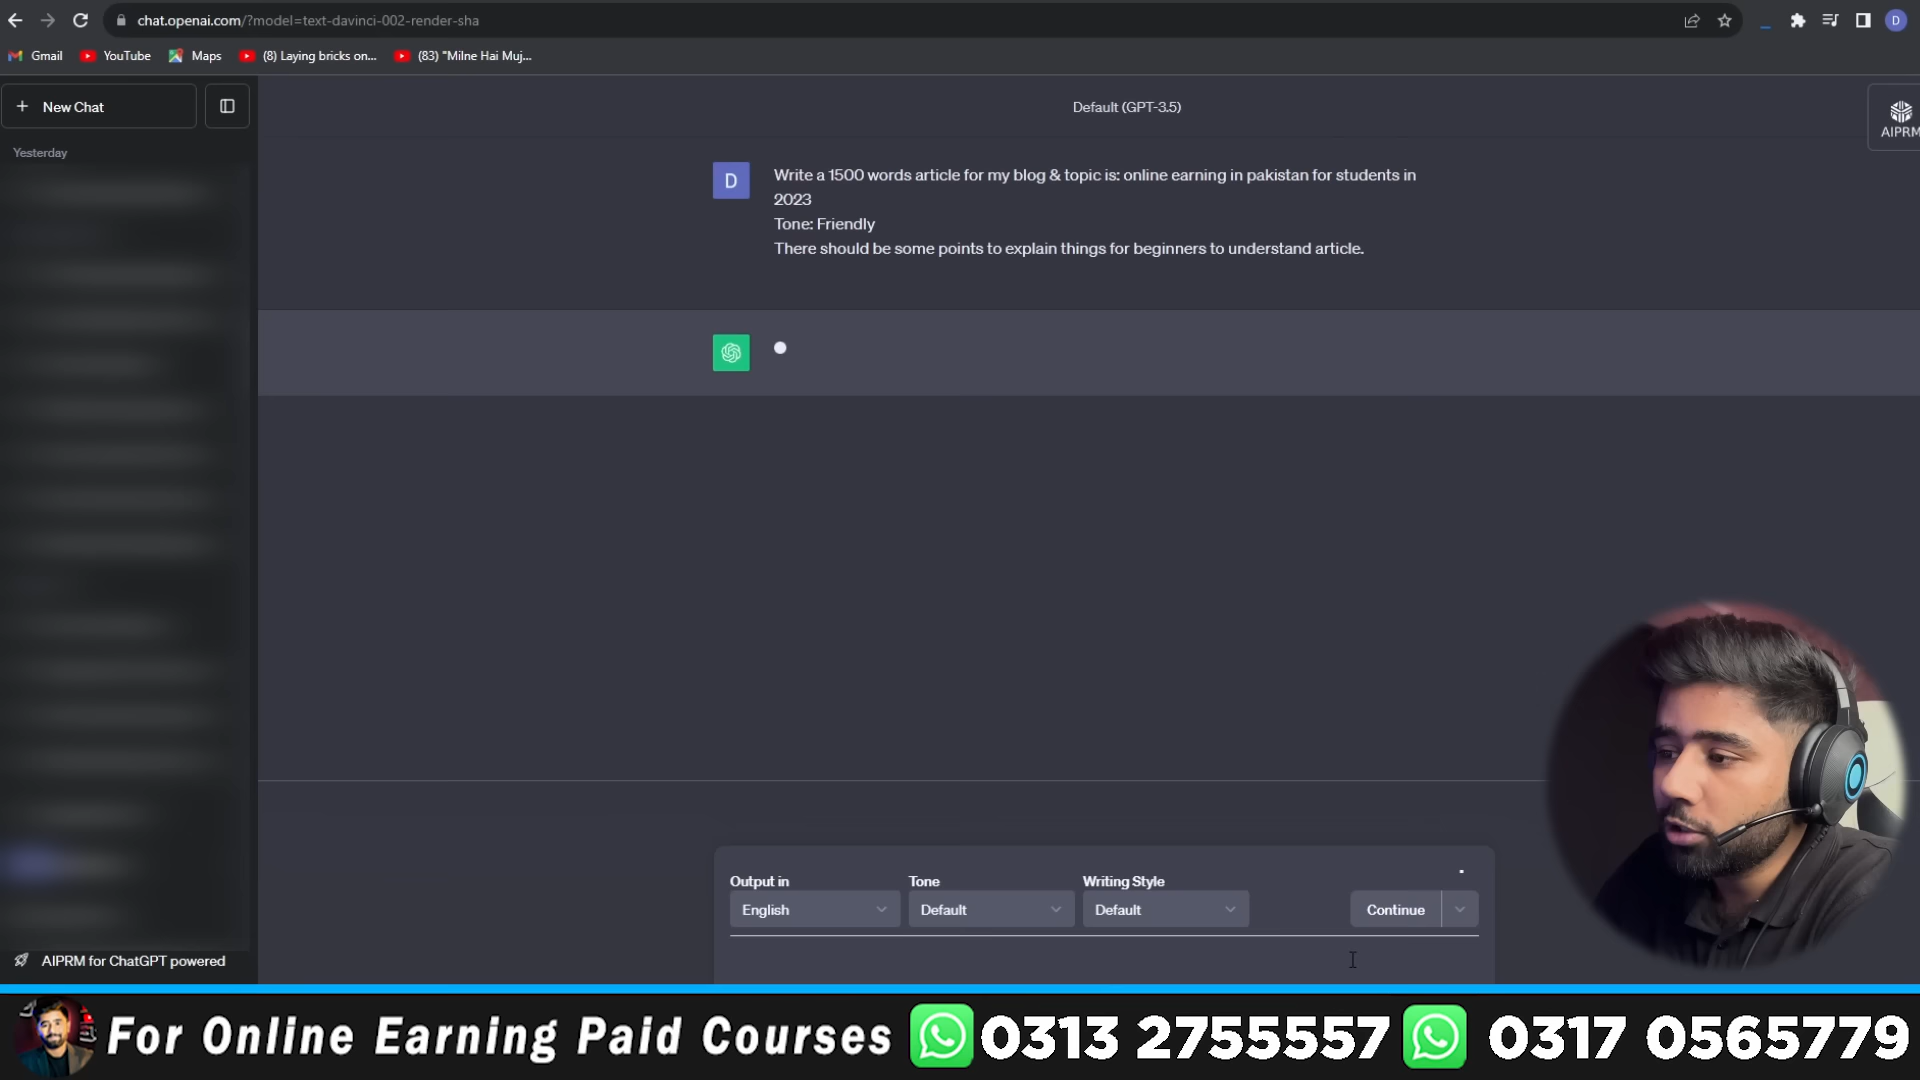 chat.openai.com/?model=text-davinci-002-render-sha
D
Gmail
YouTube
Maps
(8) Laying bricks on...
(83) "Milne Hai Muj...
New Chat
Default (GPT-3.5)
AIPRM
Yesterday
D
Write a 1500 words article for my blog & topic is: online earning in pakistan for students in
2023
Tone: Friendly
There should be some points to explain things for beginners to understand article.
Output in
Tone
Writing Style
English
Default
Default
Continue
AIPRM for ChatGPT powered
For Online Earning Paid Courses
0313 2755557
0317 0565779